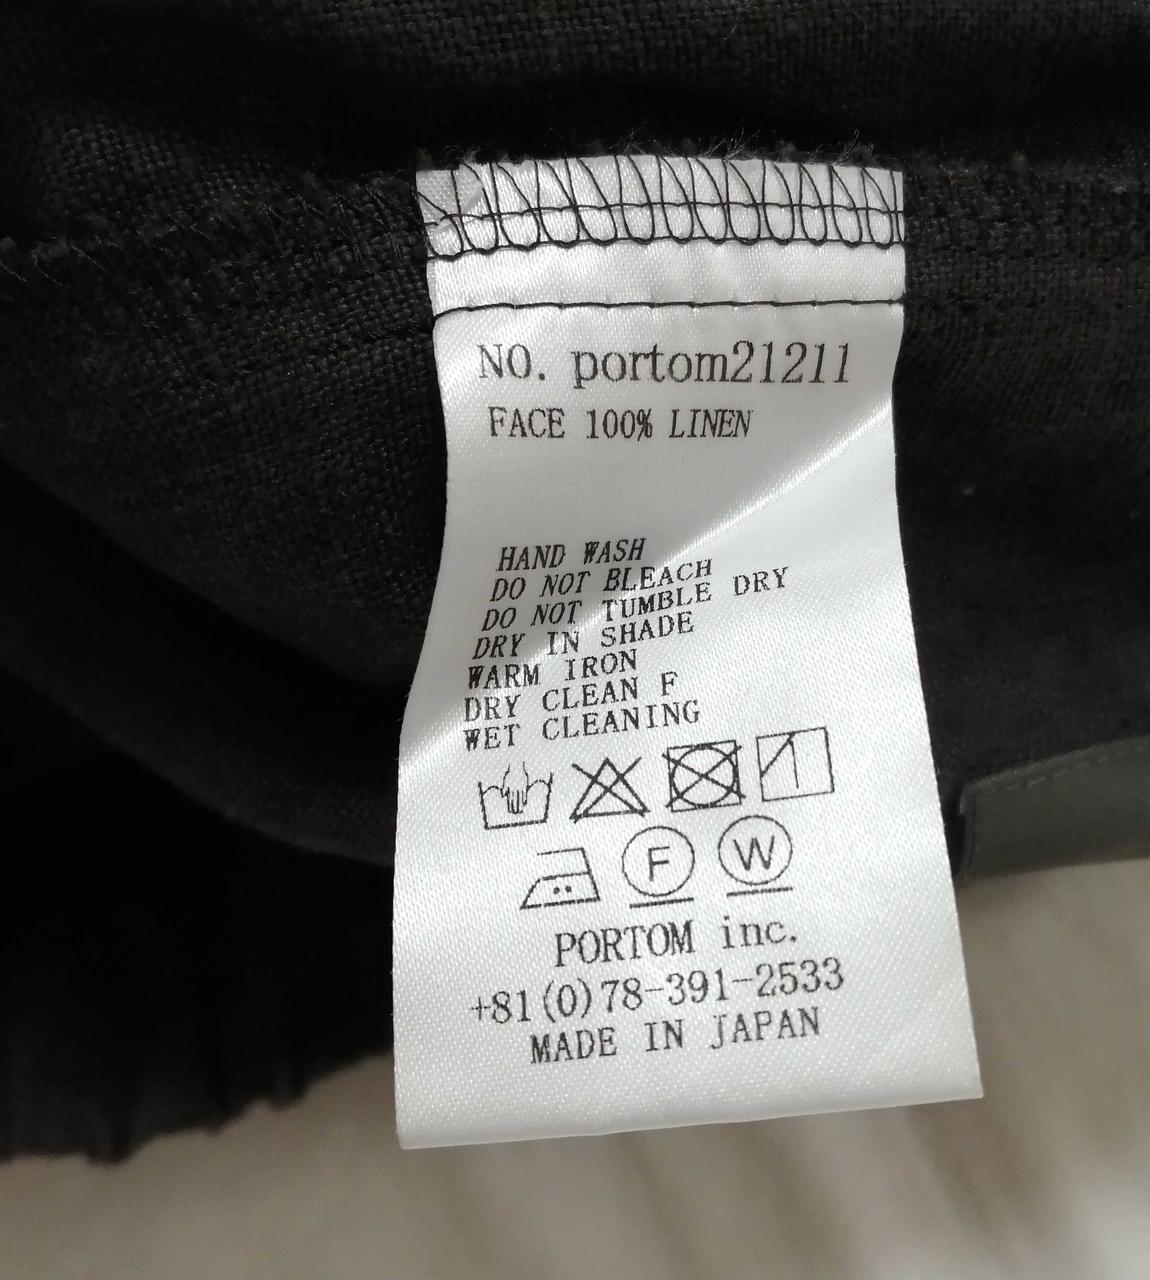 NO. portom21211
FACE 100% LINEN
HAND WASH
DO NOT BLEACH
DO NOT TUMBLE DRY
DRY IN SHADE
WARM IRON
DRY CLEAN F
WET CLEANING
F W
PORTOM inc.
+81(0)78-391-2533
MADE IN JAPAN